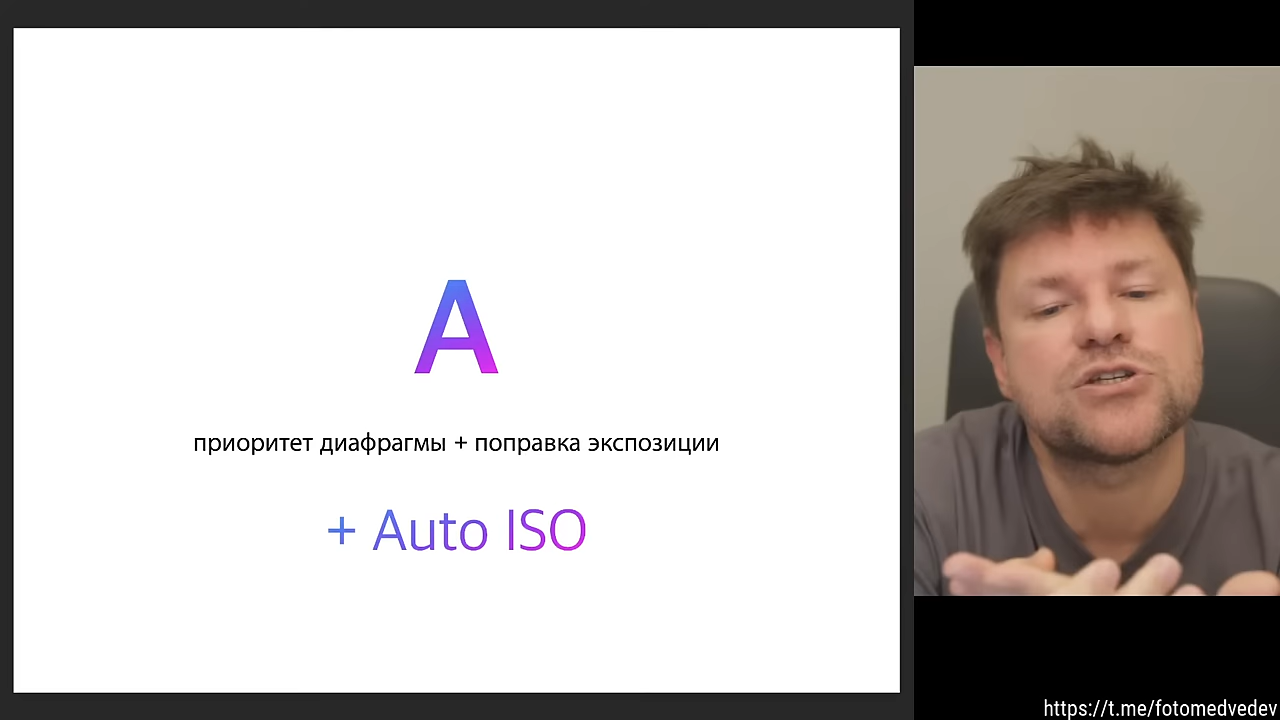 A
приоритет диафрагмы + поправка экспозиции
+ Auto ISO
https://t.me/fotomedvedev